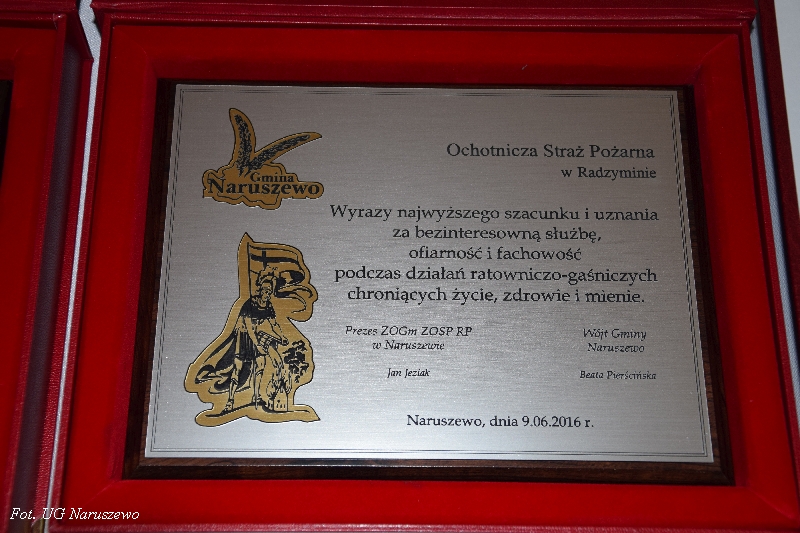 Gmina
Naruszewo
Ochotnicza Straż Pożarna
w Radzyminie
Wyrazy najwyższego szacunku i uznania
za bezinteresowną służbę,
ofiarność i fachowość
podczas działań ratowniczo-gaśniczych
chroniących życie, zdrowie i mienie.
Prezes ZOGm ZOSP RP
w Naruszewie
Jan Jeziak
Wójt Gminy
Naruszewo
Beata Pierścińska
Naruszewo, dnia 9.06.2016 r.
Fot. UG Naruszewo